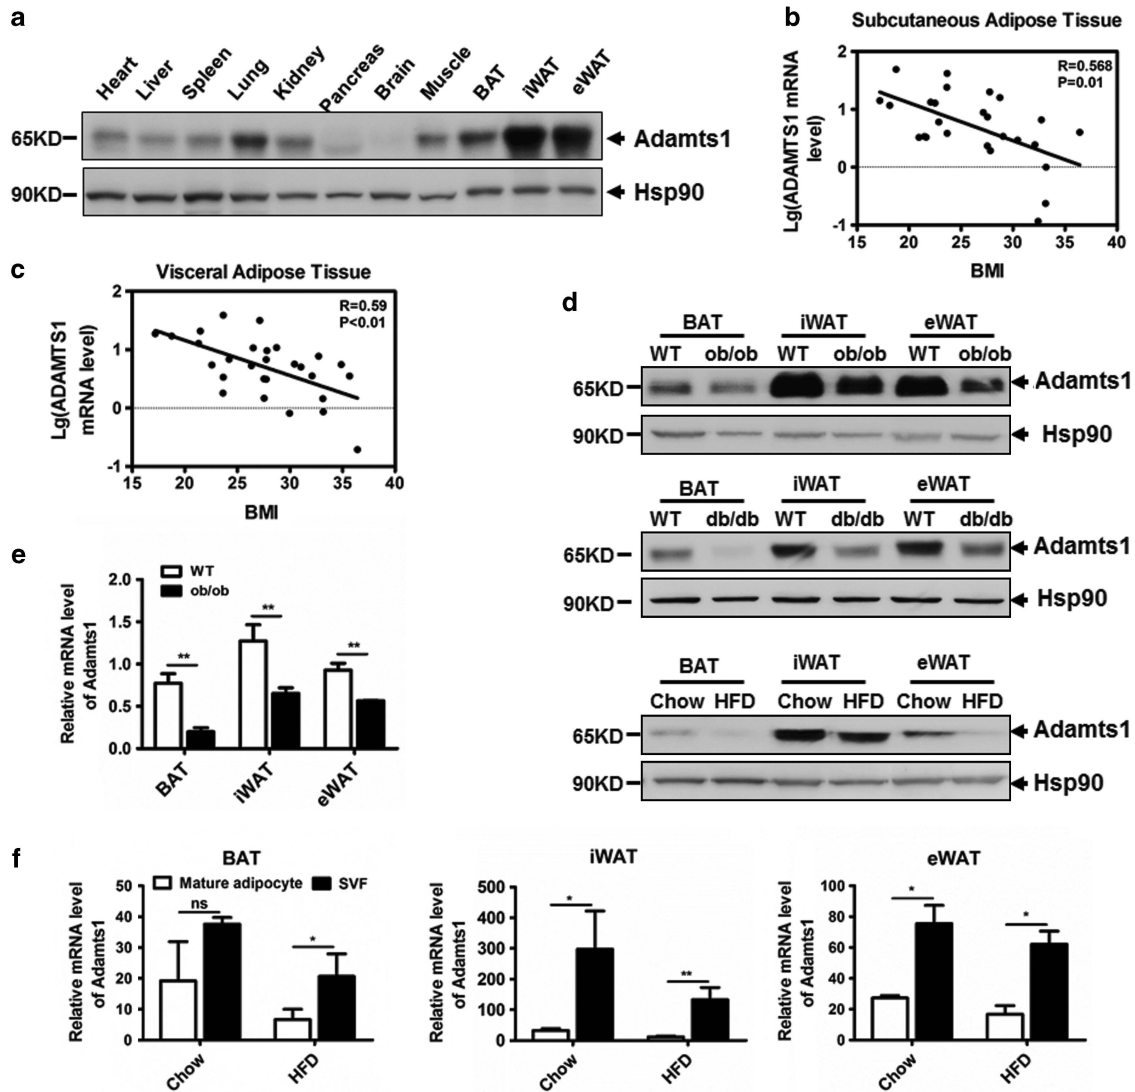 a
Heart Liver Spleen Lung Kidney Pancreas Brain Muscle BAT iWAT eWAT
65KD
Adamts1
90KD
Hsp90
b
Subcutaneous Adipose Tissue
Lg(ADAMTS1 mRNA
level)
R=0.568
P=0.01
2
1
0
-1
15 20 25 30 35 40
BMI
c
Visceral Adipose Tissue
Lg(ADAMTS1
mRNA level)
R=0.59
P<0.01
2
1
0
-1
15 20 25 30 35 40
BMI
d
BAT iWAT eWAT
WT ob/ob WT ob/ob WT ob/ob
65KD
Adamts1
90KD
Hsp90
BAT iWAT eWAT
WT db/db WT db/db WT db/db
65KD
Adamts1
90KD
Hsp90
BAT iWAT eWAT
Chow HFD Chow HFD Chow HFD
65KD
Adamts1
90KD
Hsp90
e
WT
ob/ob
Relative mRNA level
of Adamts1
2.0
1.5
1.0
0.5
0.0
** ** **
BAT iWAT eWAT
f
BAT
Mature adipocyte SVF
Relative mRNA level
of Adamts1
50
40
30
20
10
0
ns *
Chow HFD
iWAT
Relative mRNA level
of Adamts1
500
400
300
200
100
0
* **
Chow HFD
eWAT
Relative mRNA level
of Adamts1
100
80
60
40
20
0
* *
Chow HFD